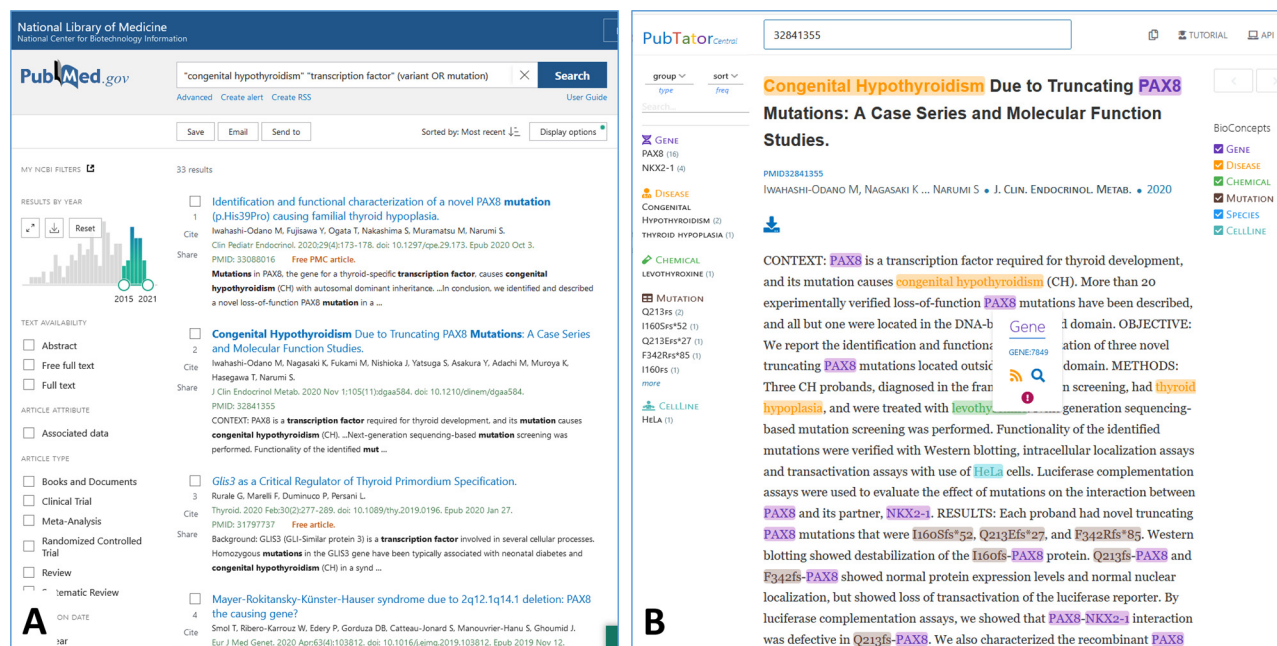 National Library of Medicine
National Center for Biotechnology Information
PubMed.gov
"congenital hypothyroidism" "transcription factor" (variant OR mutation)
Search
Advanced Create alert Create RSS
User Guide
Save Email Send to
Sorted by: Most recent
Display options
MY NCBI FILTERS
33 results
RESULTS BY YEAR
Reset
2015 2021
TEXT AVAILABILITY
Abstract
Free full text
Full text
ARTICLE ATTRIBUTE
Associated data
ARTICLE TYPE
Books and Documents
Clinical Trial
Meta-Analysis
Randomized Controlled
Trial
Review
Systematic Review
ON DATE
ear
Identification and functional characterization of a novel PAX8 mutation
(p.His39Pro) causing familial thyroid hypoplasia.
1
Cite
Share
Iwahashi-Odano M, Fujisawa Y, Ogata T, Nakashima S, Muramatsu M, Narumi S.
Clin Pediatr Endocrinol. 2020;29(4):173-178. doi: 10.1297/cpe.29.173. Epub 2020 Oct 3.
PMID: 33088016 Free PMC article.
Mutations in PAX8, the gene for a thyroid-specific transcription factor, causes congenital
hypothyroidism (CH) with autosomal dominant inheritance. ...In conclusion, we identified and described
a novel loss-of-function PAX8 mutation in a ...
Congenital Hypothyroidism Due to Truncating PAX8 Mutations: A Case Series
and Molecular Function Studies.
2
Cite
Share
Iwahashi-Odano M, Nagasaki K, Fukami M, Nishioka J, Yatsuga S, Asakura Y, Adachi M, Muroya K,
Hasegawa T, Narumi S.
J Clin Endocrinol Metab. 2020 Nov 1;105(11):dgaa584. doi: 10.1210/clinem/dgaa584.
PMID: 32841355
CONTEXT: PAX8 is a transcription factor required for thyroid development, and its mutation causes
congenital hypothyroidism (CH). ...Next-generation sequencing-based mutation screening was
performed. Functionality of the identified mut ...
Glis3 as a Critical Regulator of Thyroid Primordium Specification.
3
Cite
Share
Rurale G, Marelli F, Duminuco P, Persani L.
Thyroid. 2020 Feb;30(2):277-289. doi: 10.1089/thy.2019.0196. Epub 2020 Jan 27.
PMID: 31797737 Free article.
Background: GLIS3 (GLI-Similar protein 3) is a transcription factor involved in several cellular processes.
Homozygous mutations in the GLIS3 gene have been typically associated with neonatal diabetes and
congenital hypothyroidism (CH) in a synd ...
Mayer-Rokitansky-Künster-Hauser syndrome due to 2q12.1q14.1 deletion: PAX8
the causing gene?
4
Cite
Smol T, Ribero-Karrouz W, Edery P, Gorduza DB, Catteau-Jonard S, Manouvrier-Hanu S, Ghoumid J.
Eur J Med Genet. 2020 Apr;63(4):103812. doi: 10.1016/j.ejmg.2019.103812. Epub 2019 Nov 12.
A
PubTator Central
32841355
TUTORIAL API
group sort
type freq
Search...
GENE
PAX8 (16)
NKX2-1 (4)
DISEASE
CONGENITAL
HYPOTHYROIDISM (2)
THYROID HYPOPLASIA (1)
CHEMICAL
LEVOTHYROXINE (1)
MUTATION
Q213FS (2)
I160SFS*52 (1)
Q213EFS*27 (1)
F342RFS*85 (1)
I160FS (1)
more
CELLLINE
HELA (1)
Congenital Hypothyroidism Due to Truncating PAX8
Mutations: A Case Series and Molecular Function
Studies.
PMID32841355
IWAHASHI-ODANO M, NAGASAKI K ... NARUMI S • J. CLIN. ENDOCRINOL. METAB. • 2020
CONTEXT: PAX8 is a transcription factor required for thyroid development,
and its mutation causes congenital hypothyroidism (CH). More than 20
experimentally verified loss-of-function PAX8 mutations have been described,
and all but one were located in the DNA-b d domain. OBJECTIVE:
We report the identification and functiona ation of three novel
truncating PAX8 mutations located outsid domain. METHODS:
Three CH probands, diagnosed in the fran n screening, had thyroid
hypoplasia, and were treated with levothy generation sequencing-
based mutation screening was performed. Functionality of the identified
mutations were verified with Western blotting, intracellular localization assays
and transactivation assays with use of HeLa cells. Luciferase complementation
assays were used to evaluate the effect of mutations on the interaction between
PAX8 and its partner, NKX2-1. RESULTS: Each proband had novel truncating
PAX8 mutations that were I160Sfs*52, Q213Efs*27, and F342Rfs*85. Western
blotting showed destabilization of the I160fs-PAX8 protein. Q213fs-PAX8 and
F342fs-PAX8 showed normal protein expression levels and normal nuclear
localization, but showed loss of transactivation of the luciferase reporter. By
luciferase complementation assays, we showed that PAX8-NKX2-1 interaction
was defective in Q213fs-PAX8. We also characterized the recombinant PAX8
Gene
GENE:7849
BioConcepts
GENE
DISEASE
CHEMICAL
MUTATION
SPECIES
CELLLINE
B